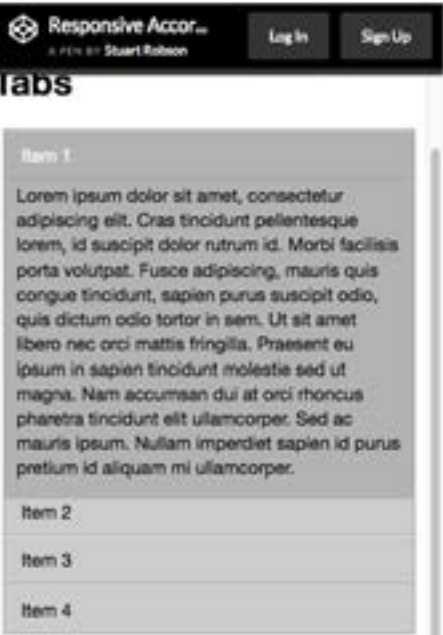 Responsive Accor...
A PEN BY Stuart Robson
Log In
Sign Up
Tabs
Item 1
Lorem ipsum dolor sit amet, consectetur
adipiscing elit. Cras tincidunt pellentesque
lorem, id suscipit dolor rutrum id. Morbi facilisis
porta volutpat. Fusce adipiscing, mauris quis
congue tincidunt, sapien purus suscipit odio,
quis dictum odio tortor in sem. Ut sit amet
libero nec orci mattis fringilla. Praesent eu
ipsum in sapien tincidunt molestie sed ut
magna. Nam accumsan dui at orci rhoncus
pharetra tincidunt elit ullamcorper. Sed ac
mauris ipsum. Nullam imperdiet sapien id purus
pretium id aliquam mi ullamcorper.
Item 2
Item 3
Item 4